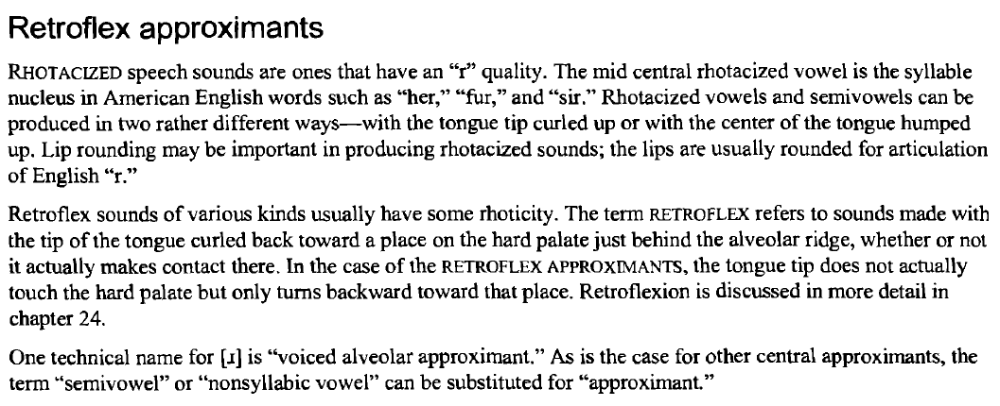 Retroflex approximants
RHOTACIZED speech sounds are ones that have an “r” quality. The mid central rhotacized vowel is the syllable
nucleus in American English words such as “her,” “fur,” and “sir.” Rhotacized vowels and semivowels can be
produced in two rather different ways—with the tongue tip curled up or with the center of the tongue humped
up. Lip rounding may be important in producing rhotacized sounds; the lips are usually rounded for articulation
of English “r.”
Retroflex sounds of various kinds usually have some rhoticity. The term RETROFLEX refers to sounds made with
the tip of the tongue curled back toward a place on the hard palate just behind the alveolar ridge, whether or not
it actually makes contact there. In the case of the RETROFLEX APPROXIMANTS, the tongue tip does not actually
touch the hard palate but only turns backward toward that place. Retroflexion is discussed in more detail in
chapter 24.
One technical name for [ɹ] is “voiced alveolar approximant.” As is the case for other central approximants, the
term “semivowel” or “nonsyllabic vowel” can be substituted for “approximant.”